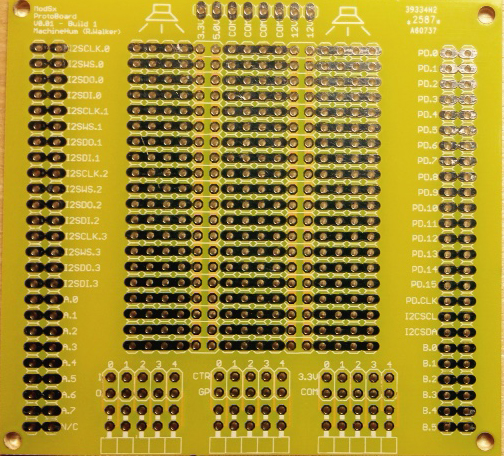 ModEx
ProtoBoard
V0.01 - Build 1
MachineHum (RWalker)
3.3V 5.0V COM COM COM COM 12V 12V
39334H2
2587
A60737
I2SCLK.0
I2SWS.0
I2SDO.0
I2SDI.0
I2SCLK.1
I2SWS.1
I2SDO.1
I2SDI.1
I2SCLK.2
I2SWS.2
I2SDO.2
I2SDI.2
I2SCLK.3
I2SWS.3
I2SDO.3
I2SDI.3
A.0
A.1
A.2
A.3
A.4
A.5
A.6
A.7
N/C
PD.0
PD.1
PD.2
PD.3
PD.4
PD.5
PD.6
PD.7
PD.8
PD.9
PD.10
PD.11
PD.12
PD.13
PD.14
PD.15
PD.CLK
I2CSCL
I2CSDA
B.0
B.1
B.2
B.3
B.4
B.5
0 1 2 3 4
I
O
0 1 2 3 4
CTR
GP
0 1 2 3 4
3.3V
COM